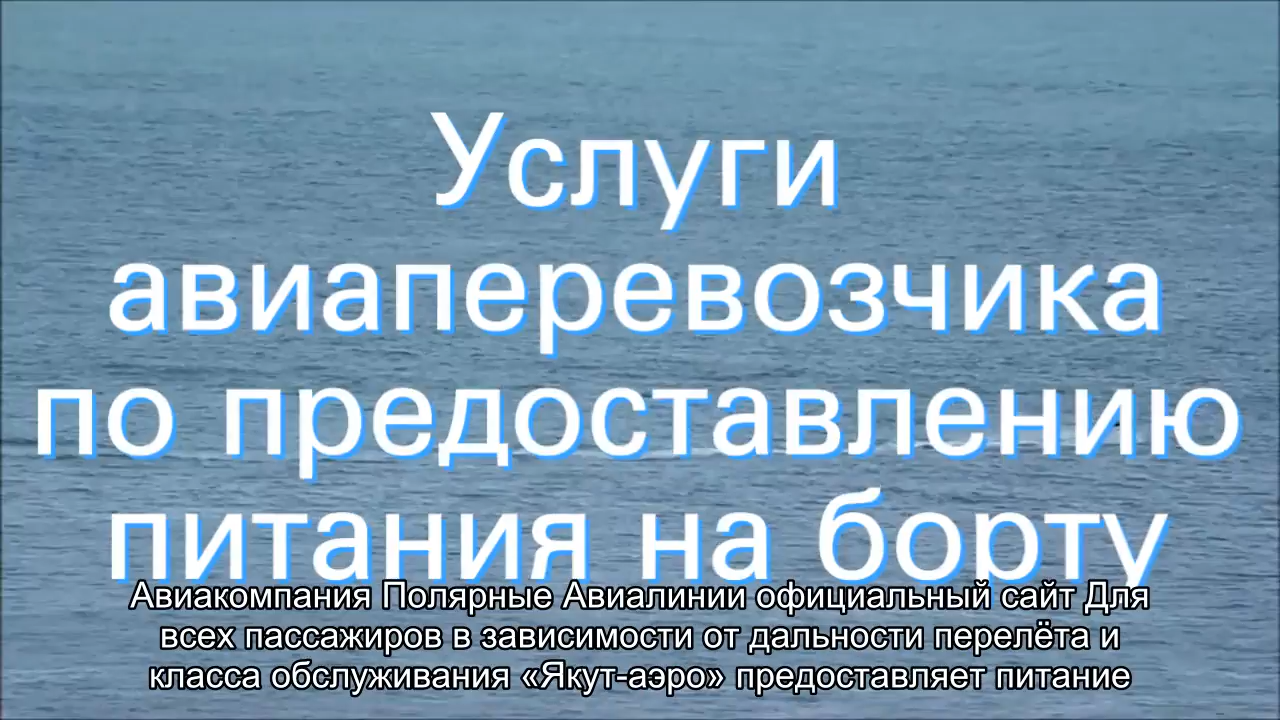 Услуги
авиаперевозчика
по предоставлению
питания на борту
Авиакомпания Полярные Авиалинии официальный сайт Для
всех пассажиров в зависимости от дальности перелёта и
класса обслуживания «Якут-аэро» предоставляет питание